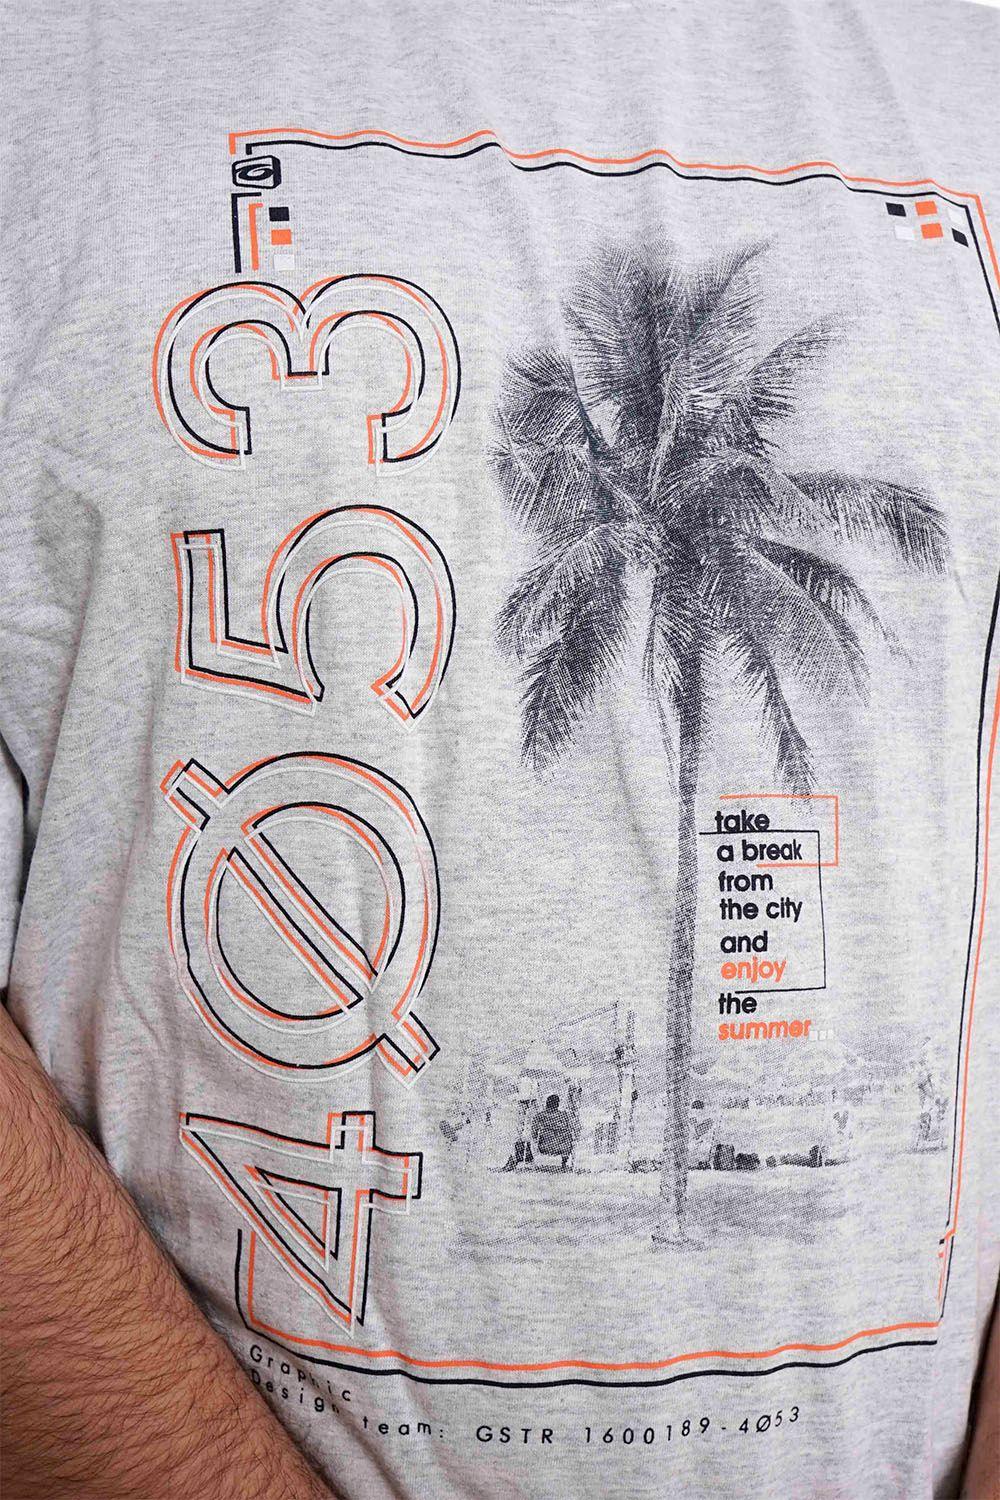 4Ø53
take
a break
from
the city
and
enjoy
the
summer...
Graphic
Design team: GSTR 1600189-4Ø53